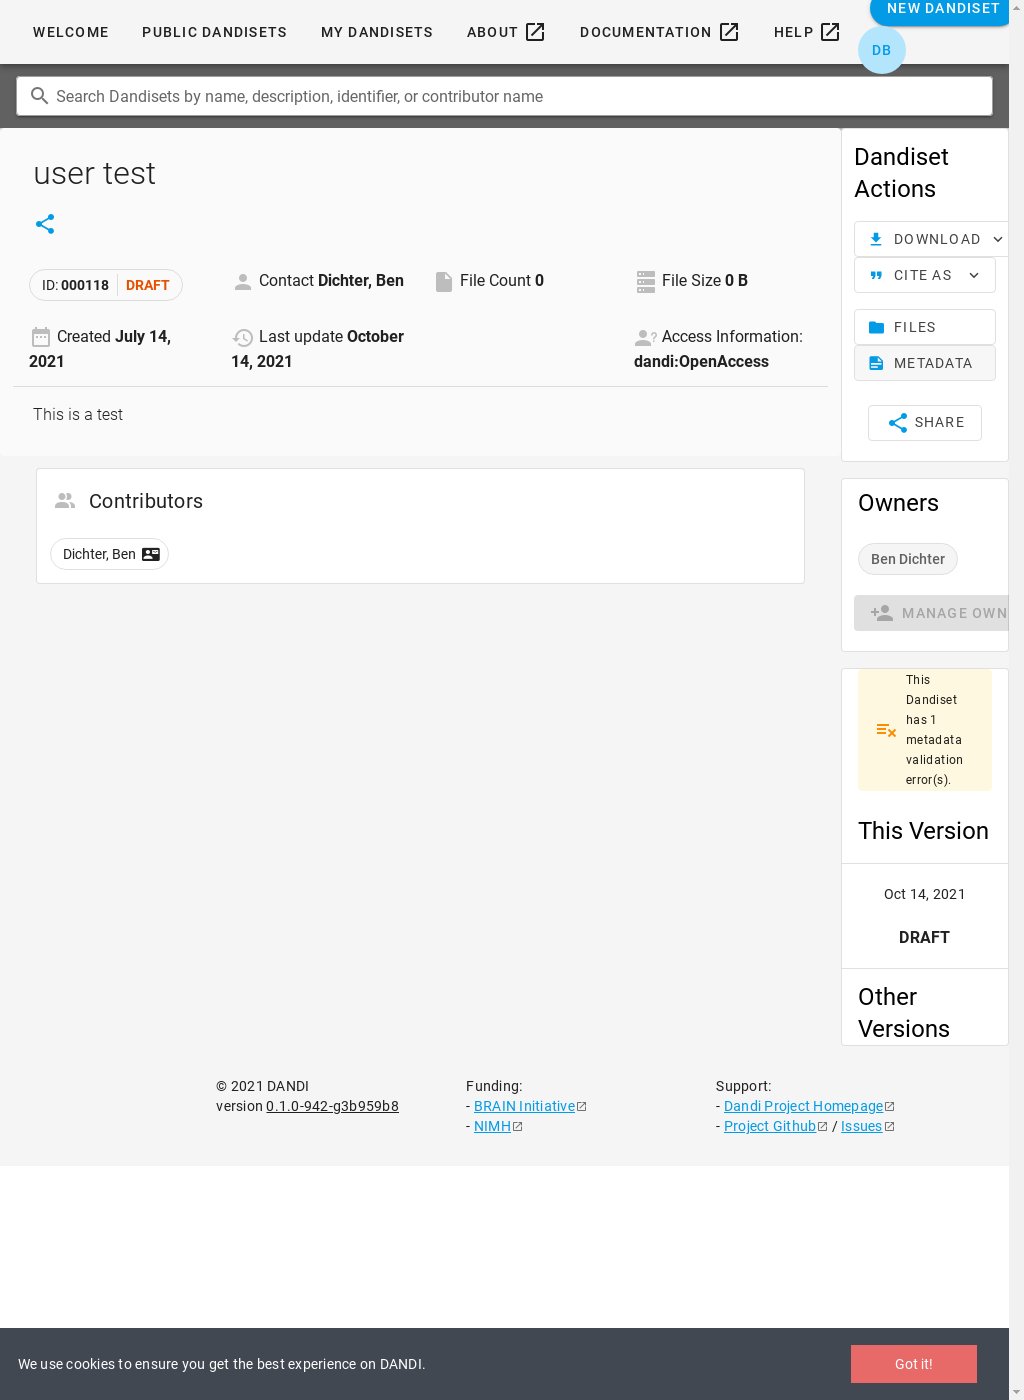 WELCOME
PUBLIC DANDISETS
MY DANDISETS
ABOUT
DOCUMENTATION
HELP
NEW DANDISET
DB
Search Dandisets by name, description, identifier, or contributor name
user test
ID: 000118 DRAFT
Contact Dichter, Ben
File Count 0
File Size 0 B
Created July 14,
2021
Last update October
14, 2021
Access Information:
dandi:OpenAccess
This is a test
Contributors
Dichter, Ben
Dandiset
Actions
DOWNLOAD
CITE AS
FILES
METADATA
SHARE
Owners
Ben Dichter
MANAGE OWN
This
Dandiset
has 1
metadata
validation
error(s).
This Version
Oct 14, 2021
DRAFT
Other
Versions
© 2021 DANDI
version 0.1.0-942-g3b959b8
Funding:
- BRAIN Initiative
- NIMH
Support:
- Dandi Project Homepage
- Project Github / Issues
We use cookies to ensure you get the best experience on DANDI.
Got it!